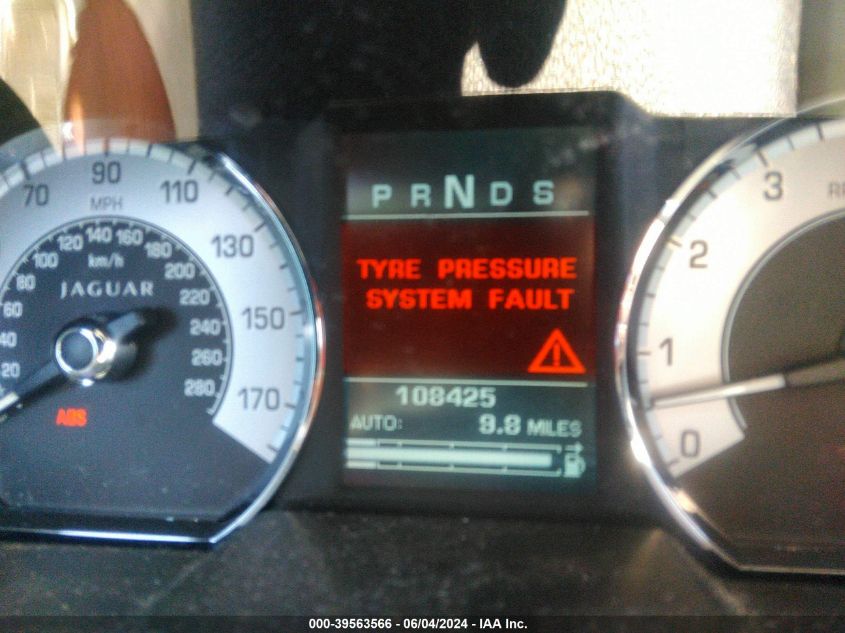 70 90 110 130 150 170
MPH
20 40 60 80 100 120 140 160 180 200 220 240 260 280
km/h
JAGUAR
ABS
P R N D S
TYRE PRESSURE
SYSTEM FAULT
108425
AUTO: 9.8 MILES
3
2
1
0
000-39563566 - 06/04/2024 - IAA Inc.